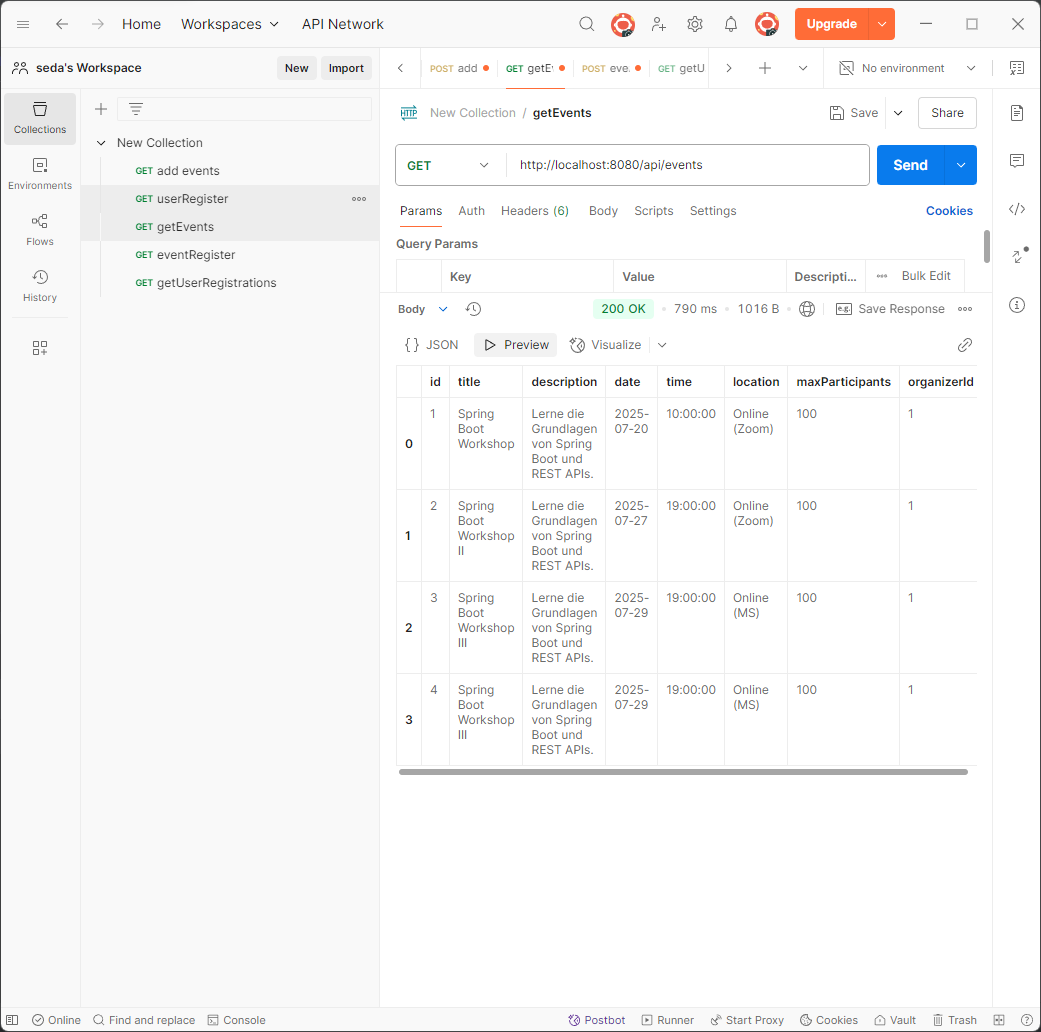 Home Workspaces API Network Upgrade
seda's Workspace New Import
POST add GET getEv POST eve. GET getU No environment
Collections
Environments
Flows
History
New Collection
GET add events
GET userRegister
GET getEvents
GET eventRegister
GET getUserRegistrations
HTTP New Collection / getEvents Save Share
GET http://localhost:8080/api/events Send
Params Auth Headers (6) Body Scripts Settings Cookies
Query Params
Key Value Descripti... Bulk Edit
Body 200 OK 790 ms 1016 B e.g. Save Response
{} JSON Preview Visualize
id title description date time location maxParticipants organizerId
0 1 Spring Boot Workshop Lerne die Grundlagen von Spring Boot und REST APIs. 2025-07-20 10:00:00 Online (Zoom) 100 1
1 2 Spring Boot Workshop II Lerne die Grundlagen von Spring Boot und REST APIs. 2025-07-27 19:00:00 Online (Zoom) 100 1
2 3 Spring Boot Workshop III Lerne die Grundlagen von Spring Boot und REST APIs. 2025-07-29 19:00:00 Online (MS) 100 1
3 4 Spring Boot Workshop III Lerne die Grundlagen von Spring Boot und REST APIs. 2025-07-29 19:00:00 Online (MS) 100 1
Online Find and replace Console Postbot Runner Start Proxy Cookies Vault Trash